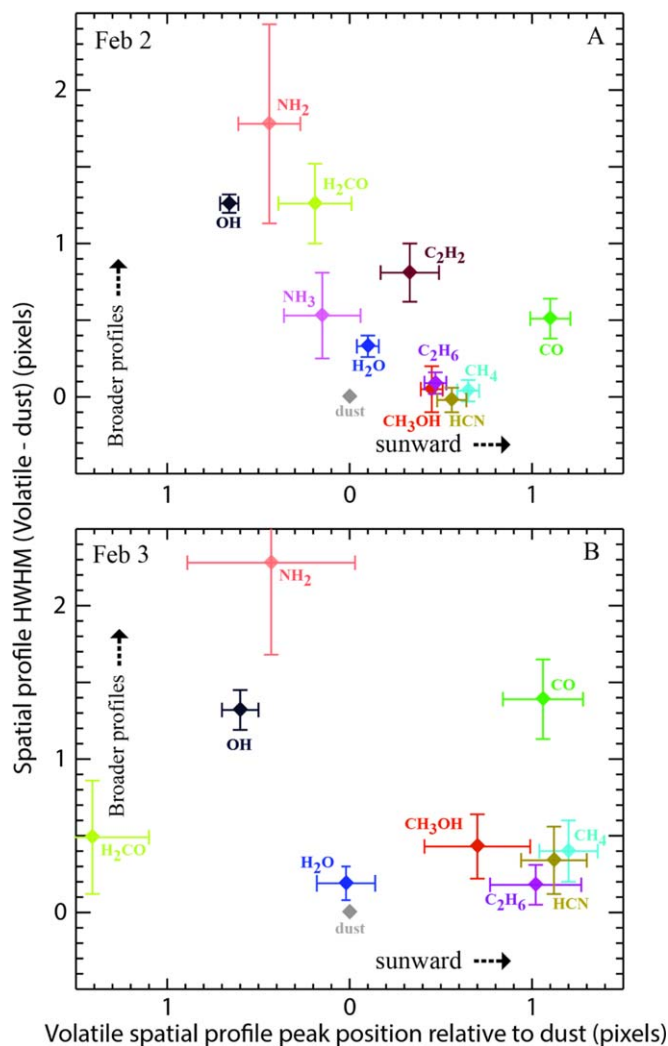 Feb 2
A
2
NH₂
H₂CO
OH
1
C₂H₂
NH₃
CO
H₂O
C₂H₆
CH₄
0
dust
CH₃OH
HCN
Broader profiles
sunward
1
0
1
Spatial profile HWHM (Volatile - dust) (pixels)
Feb 3
B
NH₂
2
CO
OH
1
Broader profiles
H₂CO
CH₃OH
CH₄
H₂O
C₂H₆
HCN
0
dust
sunward
1
0
1
Volatile spatial profile peak position relative to dust (pixels)